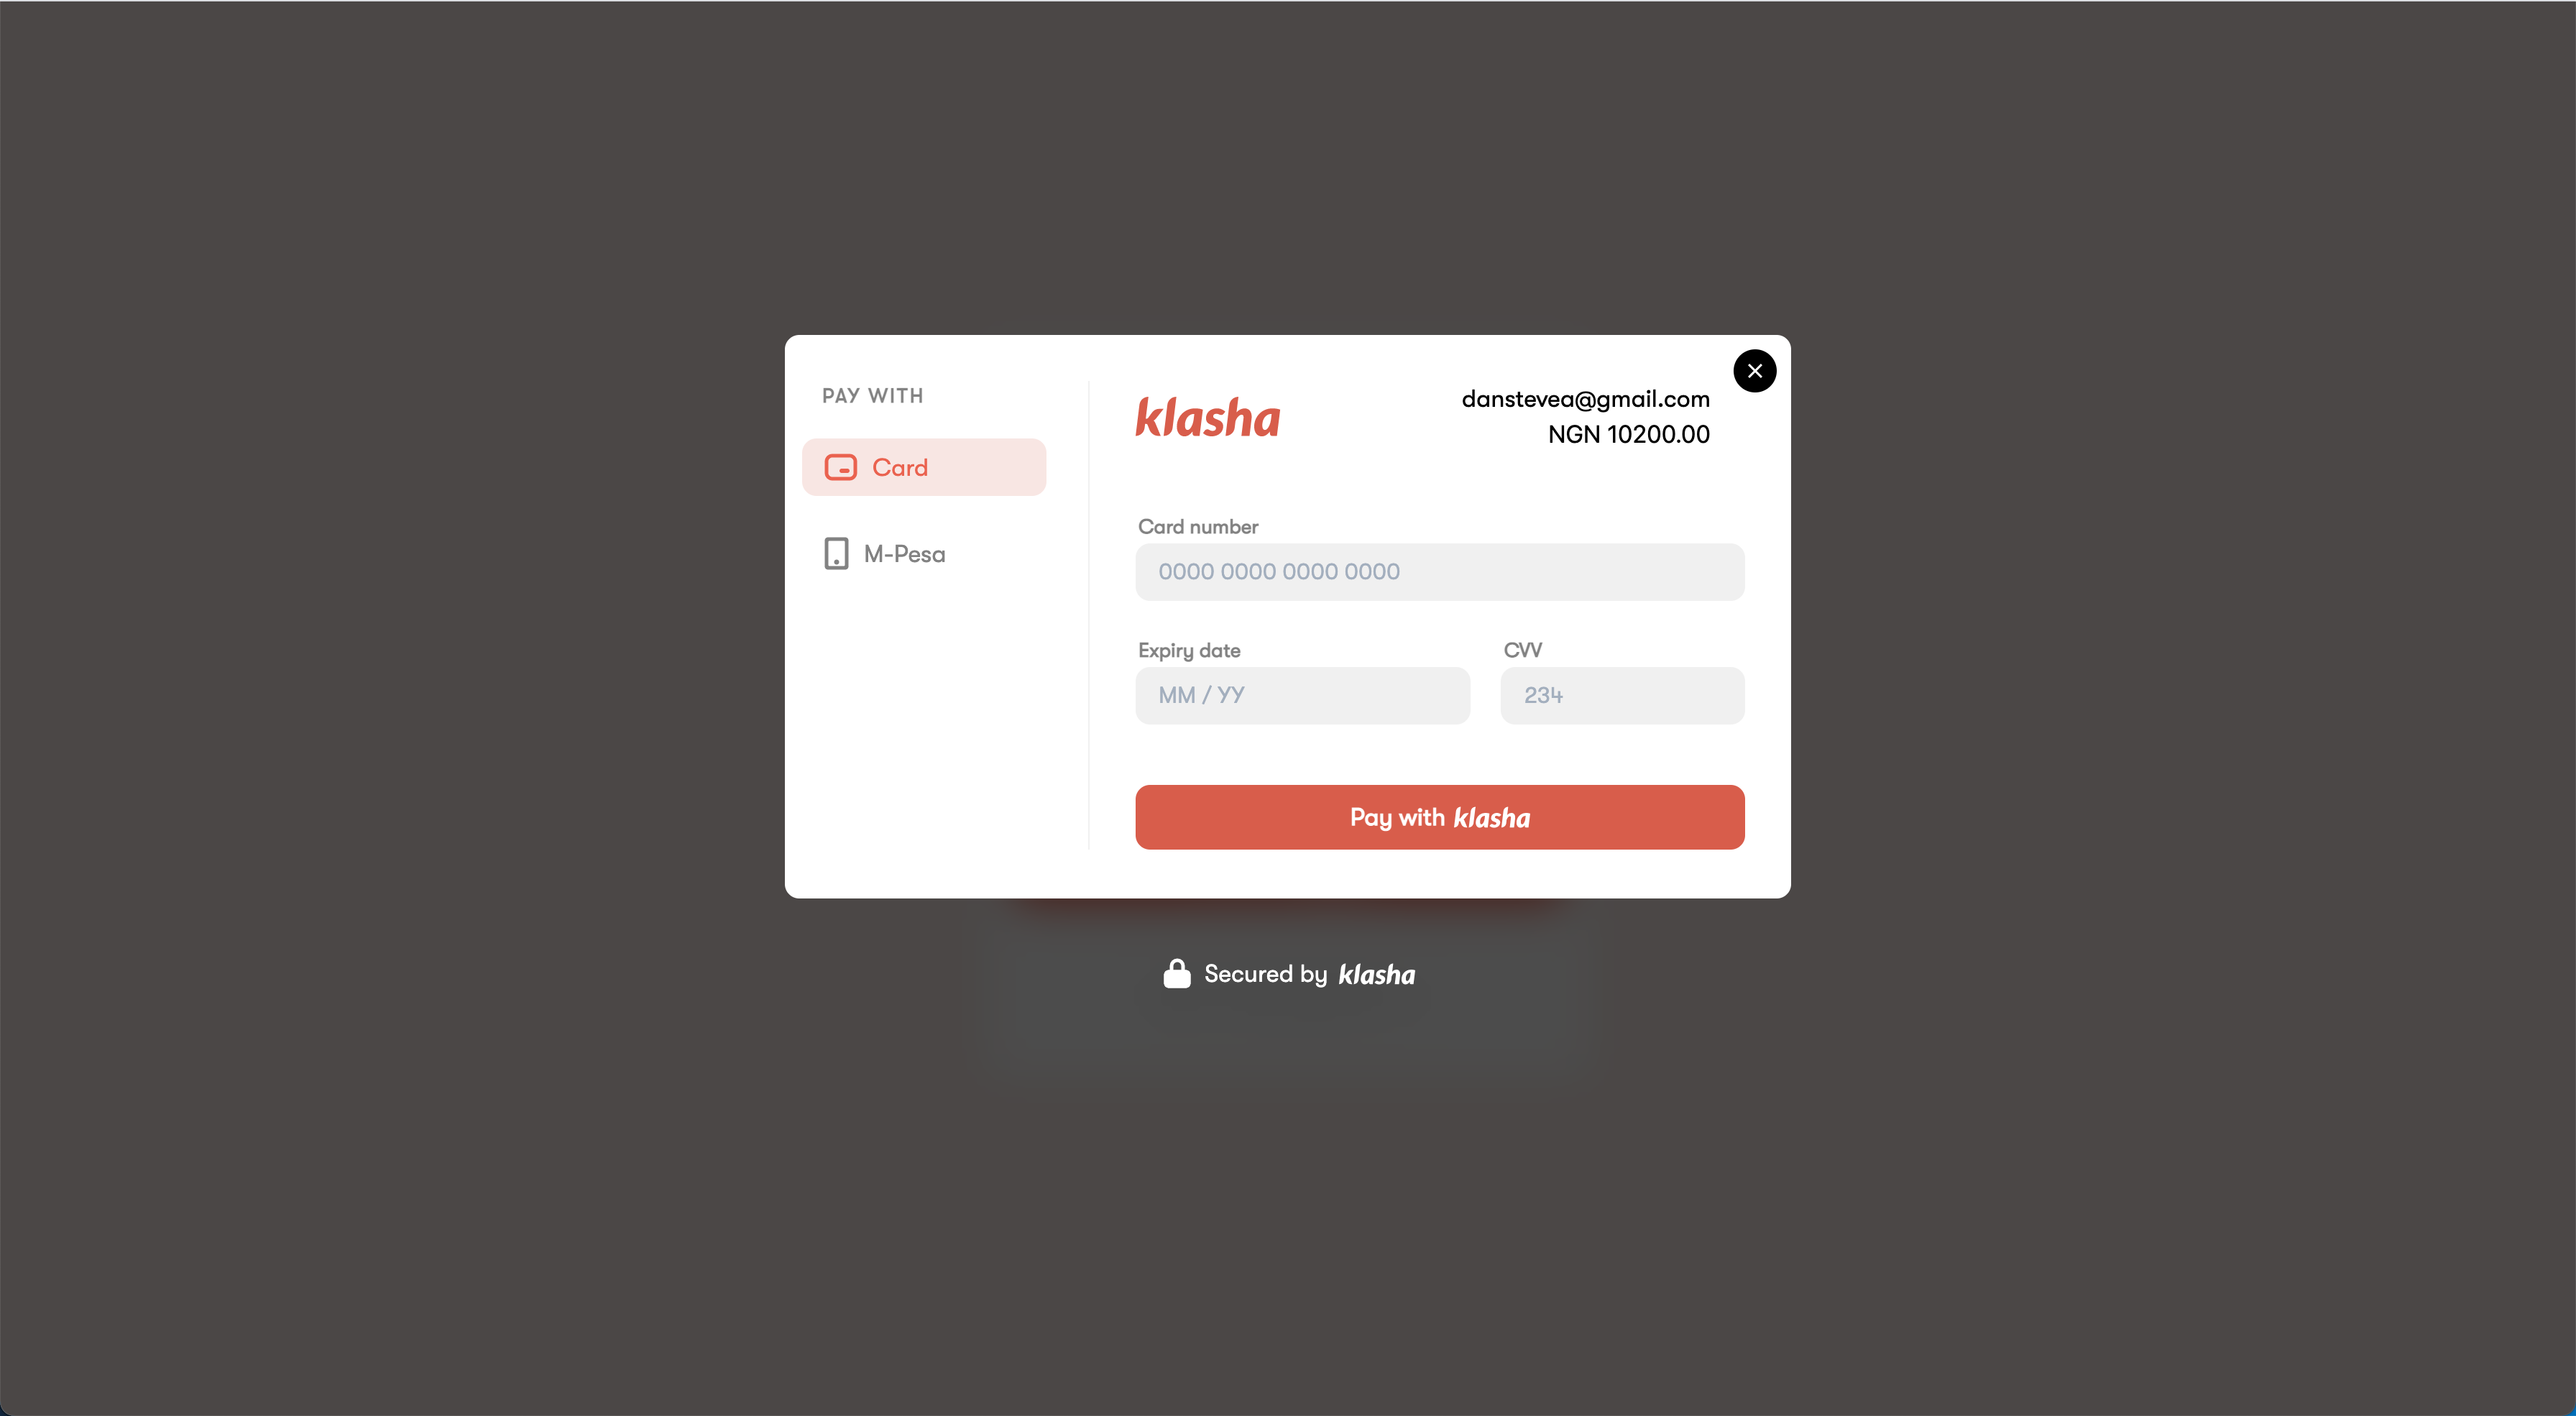 PAY WITH
Card
M-Pesa
klasha
danstevea@gmail.com
NGN 10200.00
Card number
0000 0000 0000 0000
Expiry date
CVV
MM / YY
234
Pay with klasha
Secured by klasha